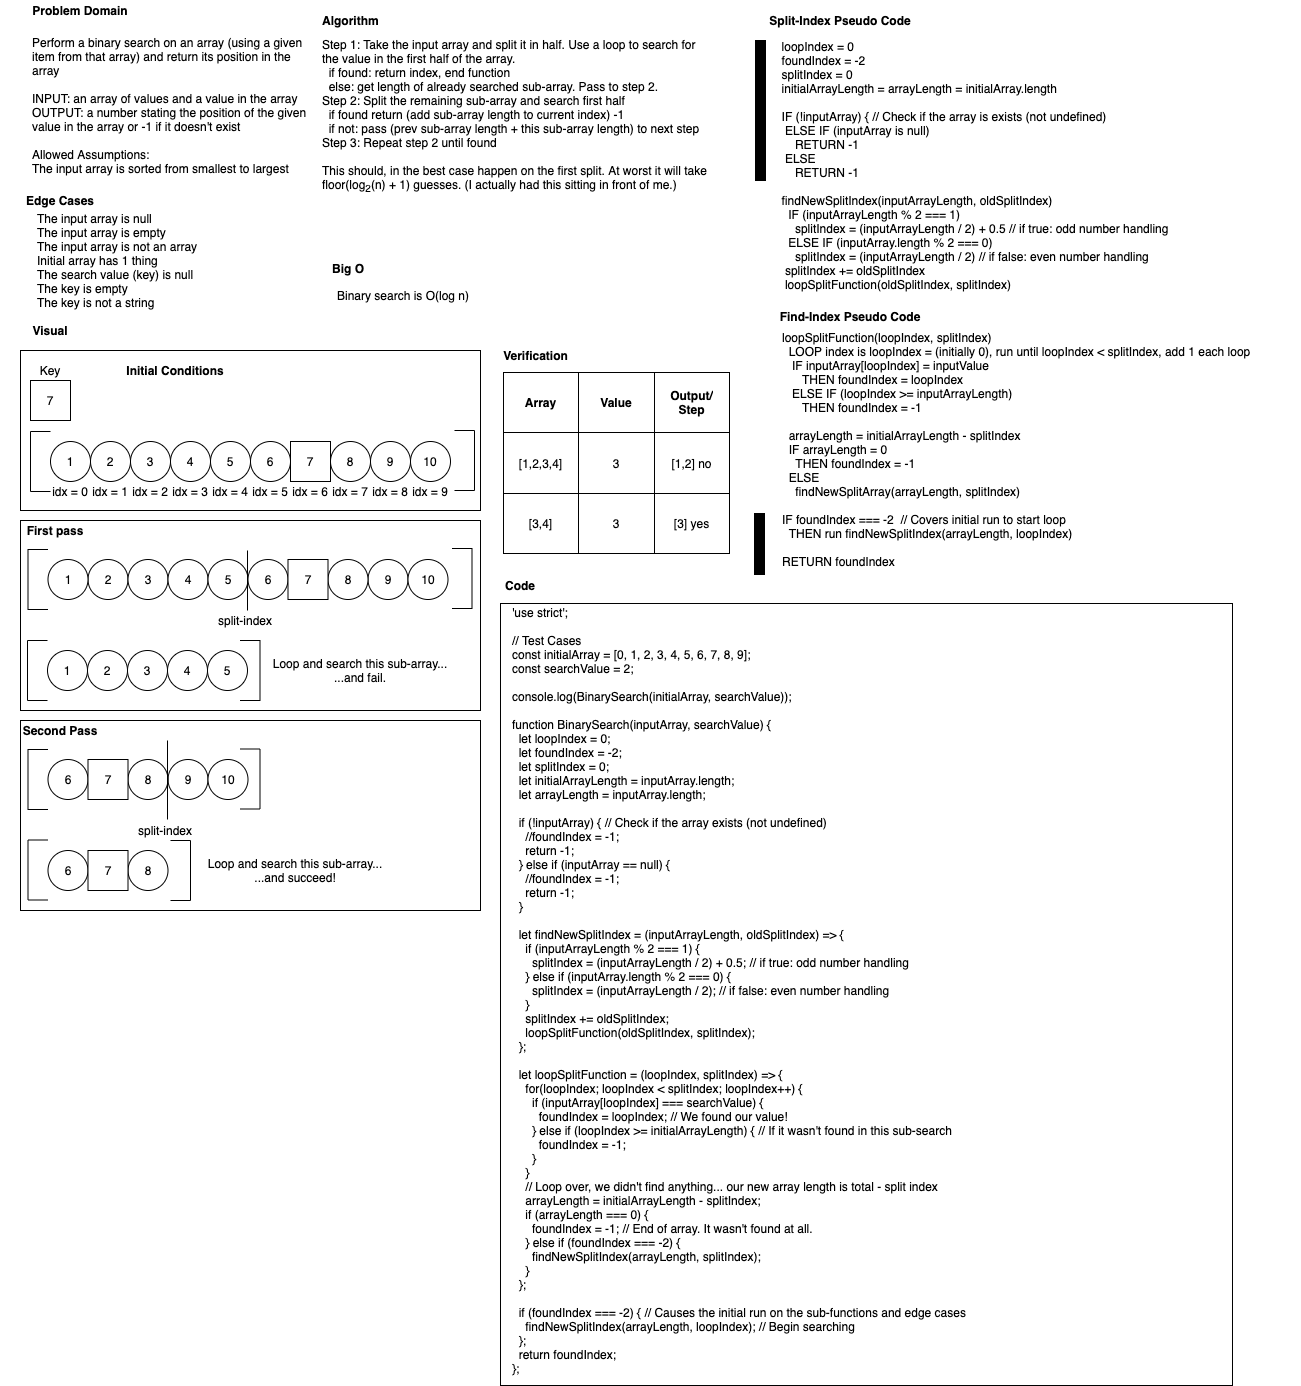 Problem Domain
Perform a binary search on an array (using a given
item from that array) and return its position in the
array
INPUT: an array of values and a value in the array
OUTPUT: a number stating the position of the given
value in the array or -1 if it doesn't exist
Allowed Assumptions:
The input array is sorted from smallest to largest
Edge Cases
The input array is null
The input array is empty
The input array is not an array
Initial array has 1 thing
The search value (key) is null
The key is empty
The key is not a string
Algorithm
Step 1: Take the input array and split it in half. Use a loop to search for
the value in the first half of the array.
if found: return index, end function
else: get length of already searched sub-array. Pass to step 2.
Step 2: Split the remaining sub-array and search first half
if found return (add sub-array length to current index) -1
if not: pass (prev sub-array length + this sub-array length) to next step
Step 3: Repeat step 2 until found
This should, in the best case happen on the first split. At worst it will take
floor(log2(n) + 1) guesses. (I actually had this sitting in front of me.)
Big O
Binary search is O(log n)
Split-Index Pseudo Code
loopIndex = 0
foundIndex = -2
splitIndex = 0
initialArrayLength = arrayLength = initialArray.length
IF (!inputArray) { // Check if the array is exists (not undefined)
ELSE IF (inputArray is null)
RETURN -1
ELSE
RETURN -1
findNewSplitIndex(inputArrayLength, oldSplitIndex)
IF (inputArrayLength % 2 === 1)
splitIndex = (inputArrayLength / 2) + 0.5 // if true: odd number handling
ELSE IF (inputArray.length % 2 === 0)
splitIndex = (inputArrayLength / 2) // if false: even number handling
splitIndex += oldSplitIndex
loopSplitFunction(oldSplitIndex, splitIndex)
Find-Index Pseudo Code
loopSplitFunction(loopIndex, splitIndex)
LOOP index is loopIndex = (initially 0), run until loopIndex < splitIndex, add 1 each loop
IF inputArray[loopIndex] = inputValue
THEN foundIndex = loopIndex
ELSE IF (loopIndex >= inputArrayLength)
THEN foundIndex = -1
arrayLength = initialArrayLength - splitIndex
IF arrayLength = 0
THEN foundIndex = -1
ELSE
findNewSplitArray(arrayLength, splitIndex)
IF foundIndex === -2 // Covers initial run to start loop
THEN run findNewSplitIndex(arrayLength, loopIndex)
RETURN foundIndex
Visual
Key
Initial Conditions
7
1 2 3 4 5 6 7 8 9 10
idx = 0 idx = 1 idx = 2 idx = 3 idx = 4 idx = 5 idx = 6 idx = 7 idx = 8 idx = 9
First pass
1 2 3 4 5 6 7 8 9 10
split-index
1 2 3 4 5
Loop and search this sub-array...
...and fail.
Second Pass
6 7 8 9 10
split-index
6 7 8
Loop and search this sub-array...
...and succeed!
Verification
Array Value Output/
Step
[1,2,3,4] 3 [1,2] no
[3,4] 3 [3] yes
Code
'use strict';
// Test Cases
const initialArray = [0, 1, 2, 3, 4, 5, 6, 7, 8, 9];
const searchValue = 2;
console.log(BinarySearch(initialArray, searchValue));
function BinarySearch(inputArray, searchValue) {
let loopIndex = 0;
let foundIndex = -2;
let splitIndex = 0;
let initialArrayLength = inputArray.length;
let arrayLength = inputArray.length;
if (!inputArray) { // Check if the array exists (not undefined)
//foundIndex = -1;
return -1;
} else if (inputArray == null) {
//foundIndex = -1;
return -1;
}
let findNewSplitIndex = (inputArrayLength, oldSplitIndex) => {
if (inputArrayLength % 2 === 1) {
splitIndex = (inputArrayLength / 2) + 0.5; // if true: odd number handling
} else if (inputArray.length % 2 === 0) {
splitIndex = (inputArrayLength / 2); // if false: even number handling
}
splitIndex += oldSplitIndex;
loopSplitFunction(oldSplitIndex, splitIndex);
};
let loopSplitFunction = (loopIndex, splitIndex) => {
for(loopIndex; loopIndex < splitIndex; loopIndex++) {
if (inputArray[loopIndex] === searchValue) {
foundIndex = loopIndex; // We found our value!
} else if (loopIndex >= initialArrayLength) { // If it wasn't found in this sub-search
foundIndex = -1;
}
}
// Loop over, we didn't find anything... our new array length is total - split index
arrayLength = initialArrayLength - splitIndex;
if (arrayLength === 0) {
foundIndex = -1; // End of array. It wasn't found at all.
} else if (foundIndex === -2) {
findNewSplitIndex(arrayLength, splitIndex);
}
};
if (foundIndex === -2) { // Causes the initial run on the sub-functions and edge cases
findNewSplitIndex(arrayLength, loopIndex); // Begin searching
};
return foundIndex;
};